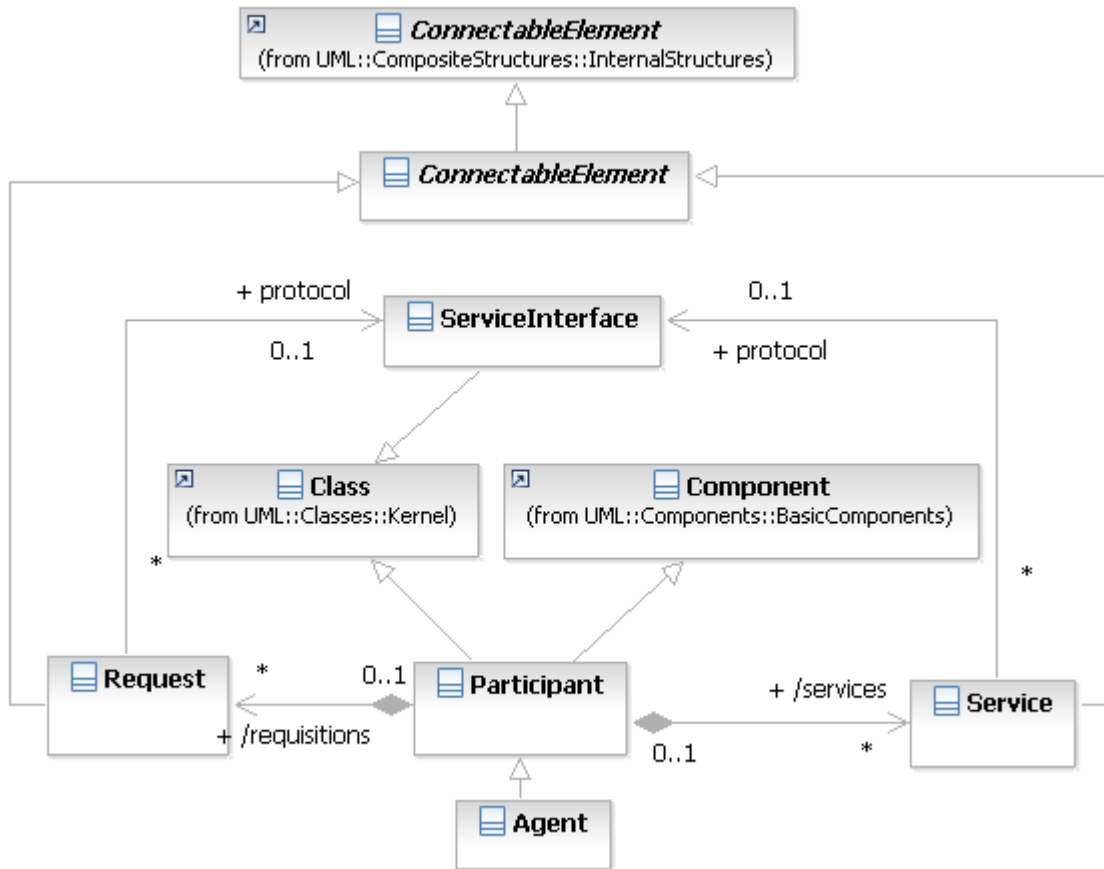 ConnectableElement
(from UML::CompositeStructures::InternalStructures)
ConnectableElement
+ protocol
0..1
ServiceInterface
0..1
+ protocol
Class
(from UML::Classes::Kernel)
Component
(from UML::Components::BasicComponents)
*
*
Request
*
0..1
+ /requisitions
Participant
+ /services
0..1
*
Service
Agent